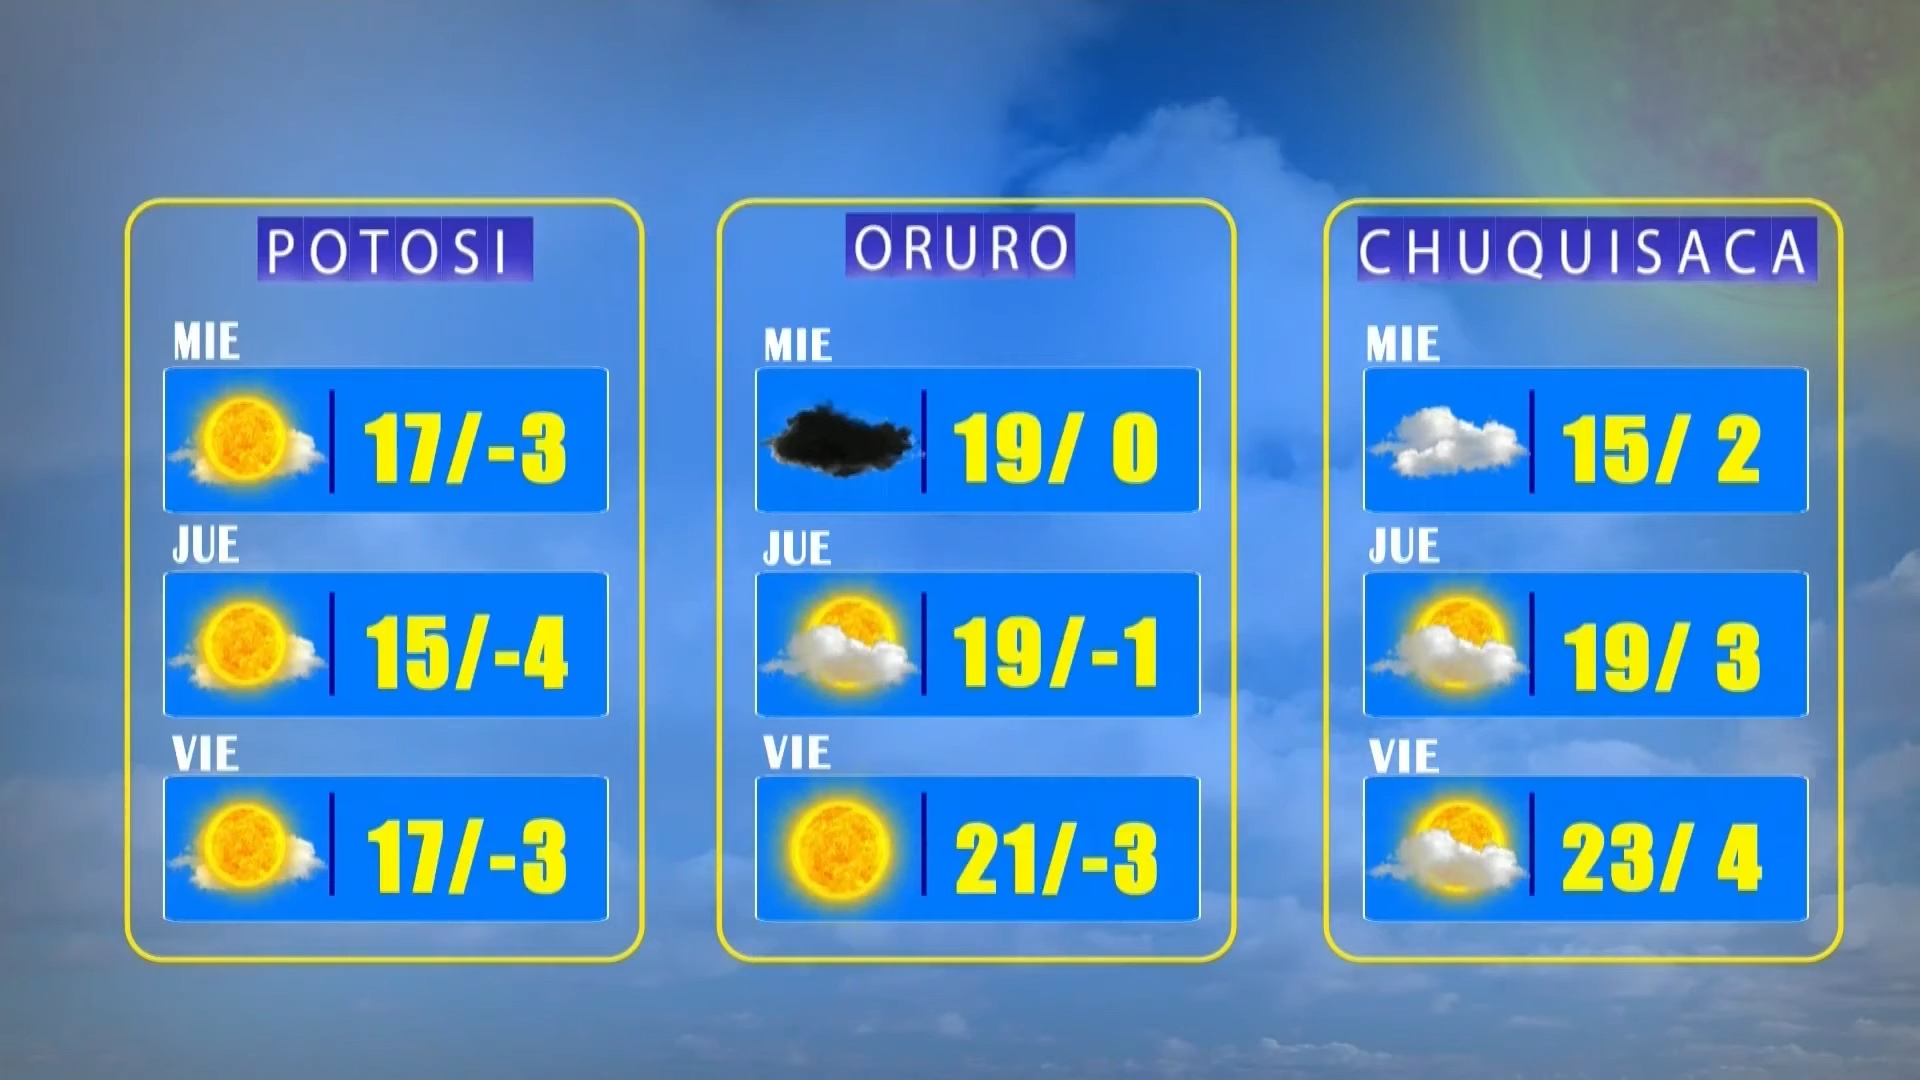 POTOSI
MIE
17/-3
JUE
15/-4
VIE
17/-3
ORURO
MIE
19/ 0
JUE
19/-1
VIE
21/-3
CHUQUISACA
MIE
15/ 2
JUE
19/ 3
VIE
23/ 4